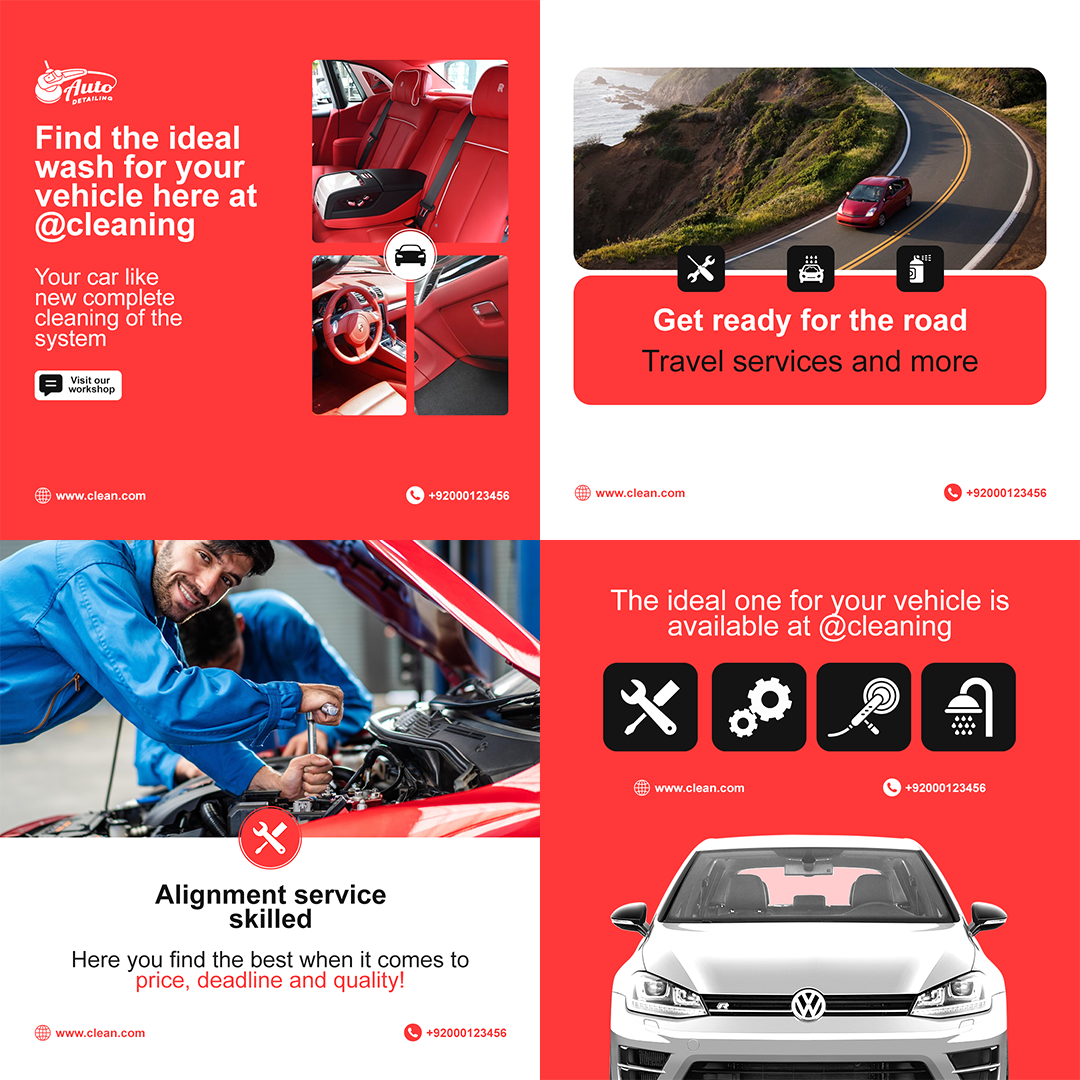 Auto
DETAILING
Find the ideal
wash for your
vehicle here at
@cleaning
Your car like
new complete
cleaning of the
system
Visit our
workshop
www.clean.com
+92000123456
Get ready for the road
Travel services and more
www.clean.com
+92000123456
Alignment service
skilled
Here you find the best when it comes to
price, deadline and quality!
www.clean.com
+92000123456
The ideal one for your vehicle is
available at @cleaning
www.clean.com
+92000123456
R
VW